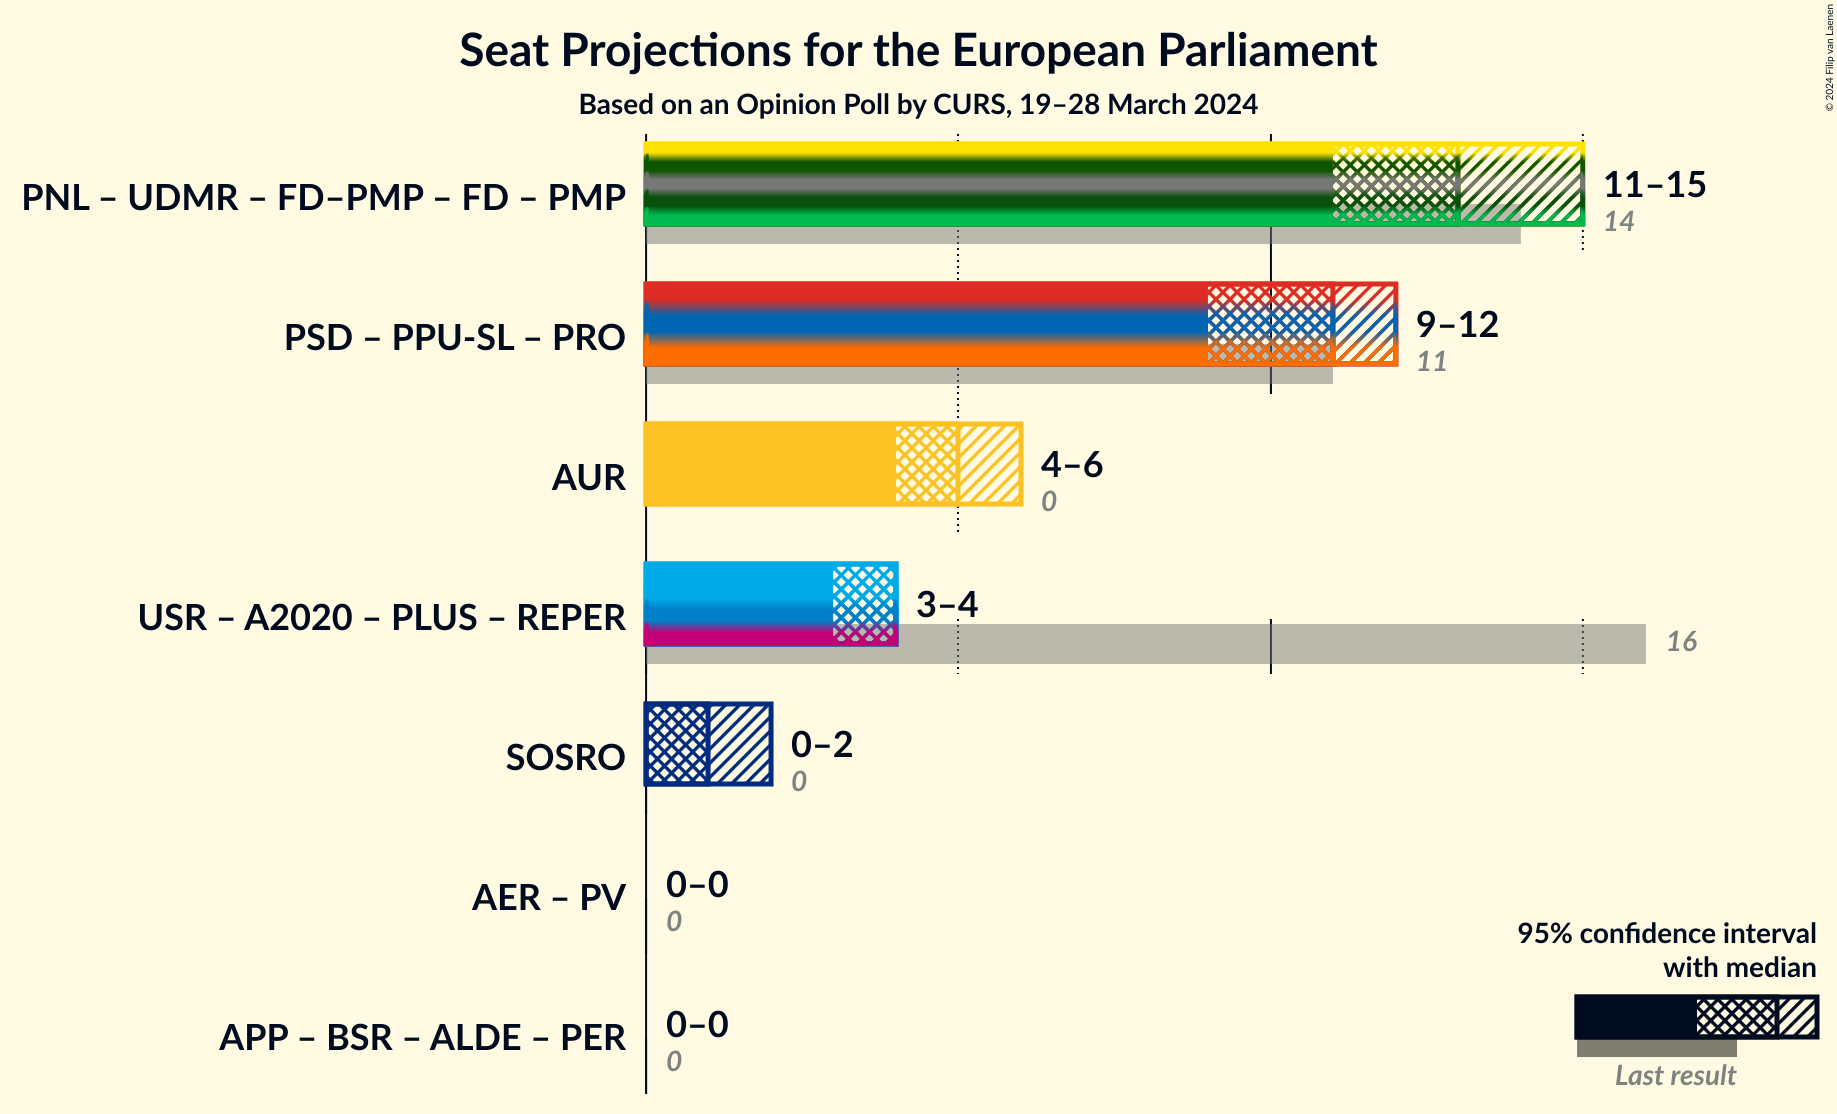 Seat Projections for the European Parliament
Based on an Opinion Poll by CURS, 19–28 March 2024
© 2024 Filip van Laenen
PNL – UDMR – FD–PMP – FD – PMP
11–15
14
PSD – PPU-SL – PRO
9–12
11
AUR
4–6
0
USR – A2020 – PLUS – REPER
3–4
16
SOSRO
0–2
0
AER – PV
0–0
0
APP – BSR – ALDE – PER
0–0
0
95% confidence interval
with median
Last result